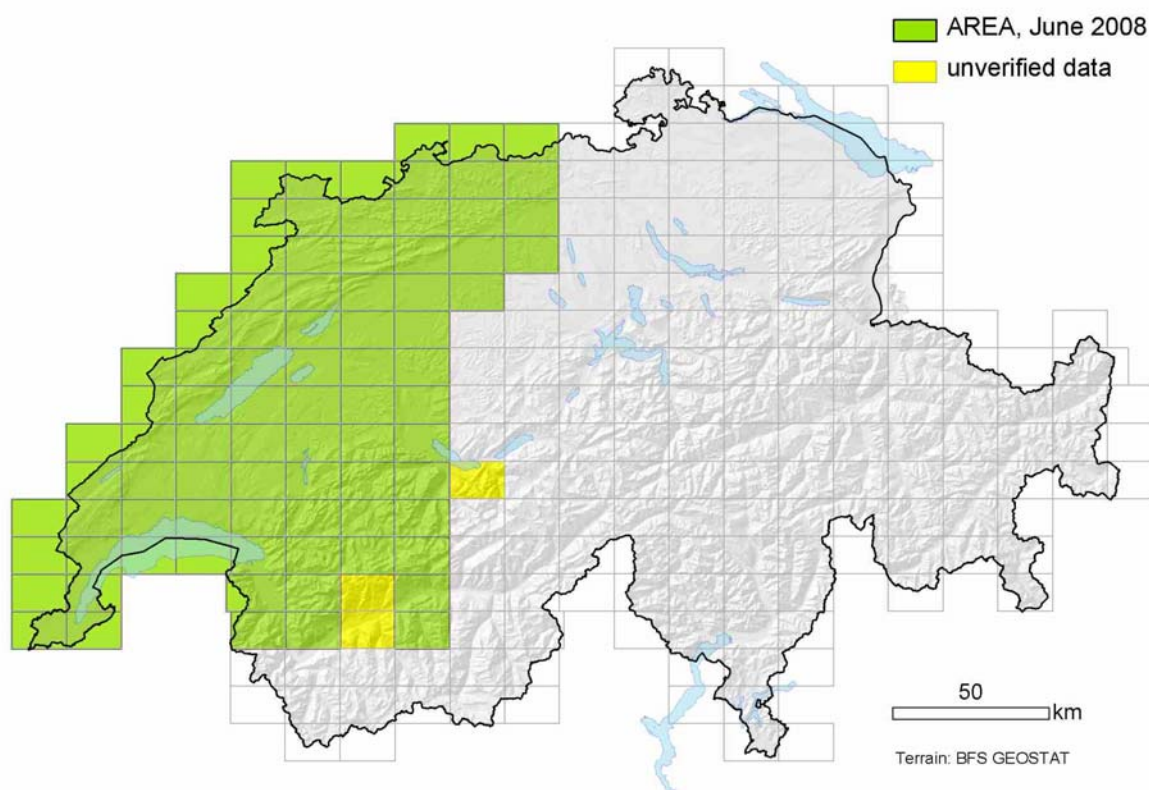 AREA, June 2008
unverified data
50
km
Terrain: BFS GEOSTAT